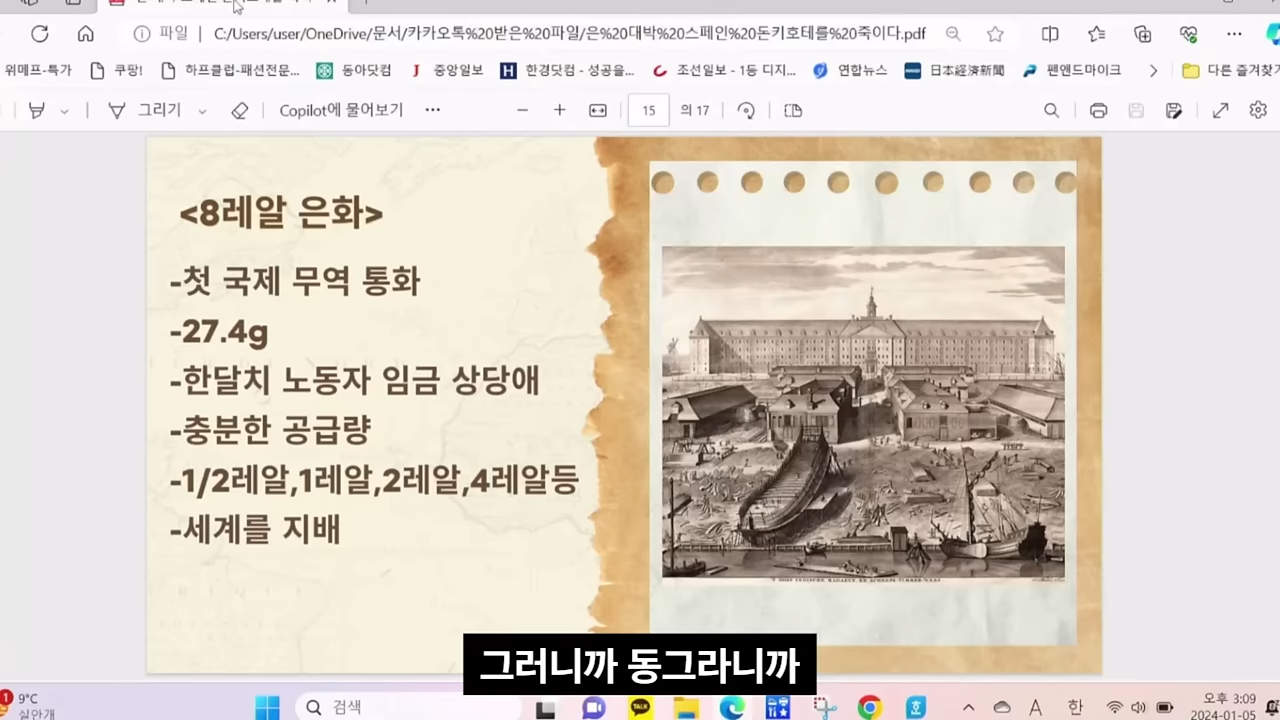 파일 | C:/Users/user/OneDrive/문서/카카오톡%20받은%20파일/은%20대박%20스페인%20돈키호테를%20죽이다.pdf
위메프-특가 쿠팡! 하프클럽-패션전문... 동아닷컴 중앙일보 한경닷컴 - 성공을... 조선일보 - 1등 디지... 연합뉴스 日本経済新聞 펜앤드마이크 다른 즐겨찾기
그리기 Copilot에 물어보기 15 의 17
<8레알 은화>
-첫 국제 무역 통화
-27.4g
-한달치 노동자 임금 상당애
-충분한 공급량
-1/2레알,1레알,2레알,4레알등
-세계를 지배
그러니까 동그라니까
1
9°C
실안개
검색
TALK
A 한
오후 3:09
2024-01-05